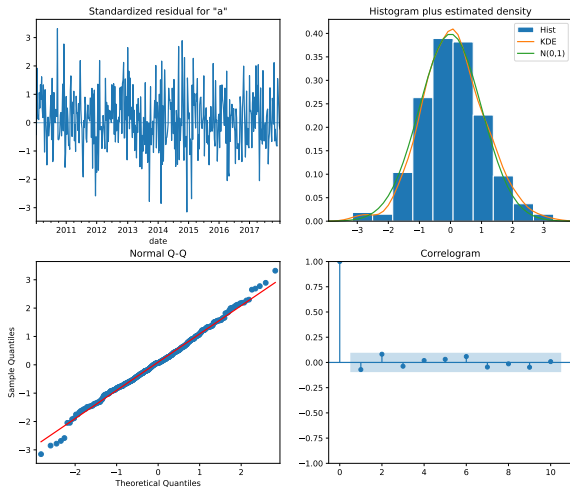 Standardized residual for "a"
3
2
1
0
−1
−2
−3
2011 2012 2013 2014 2015 2016 2017
date
Histogram plus estimated density
Hist
KDE
N(0,1)
0.40
0.35
0.30
0.25
0.20
0.15
0.10
0.05
0.00
−3 −2 −1 0 1 2 3
Normal Q-Q
Sample Quantiles
3
2
1
0
−1
−2
−3
−2 −1 0 1 2
Theoretical Quantiles
Correlogram
1.00
0.75
0.50
0.25
0.00
−0.25
−0.50
−0.75
−1.00
0 2 4 6 8 10